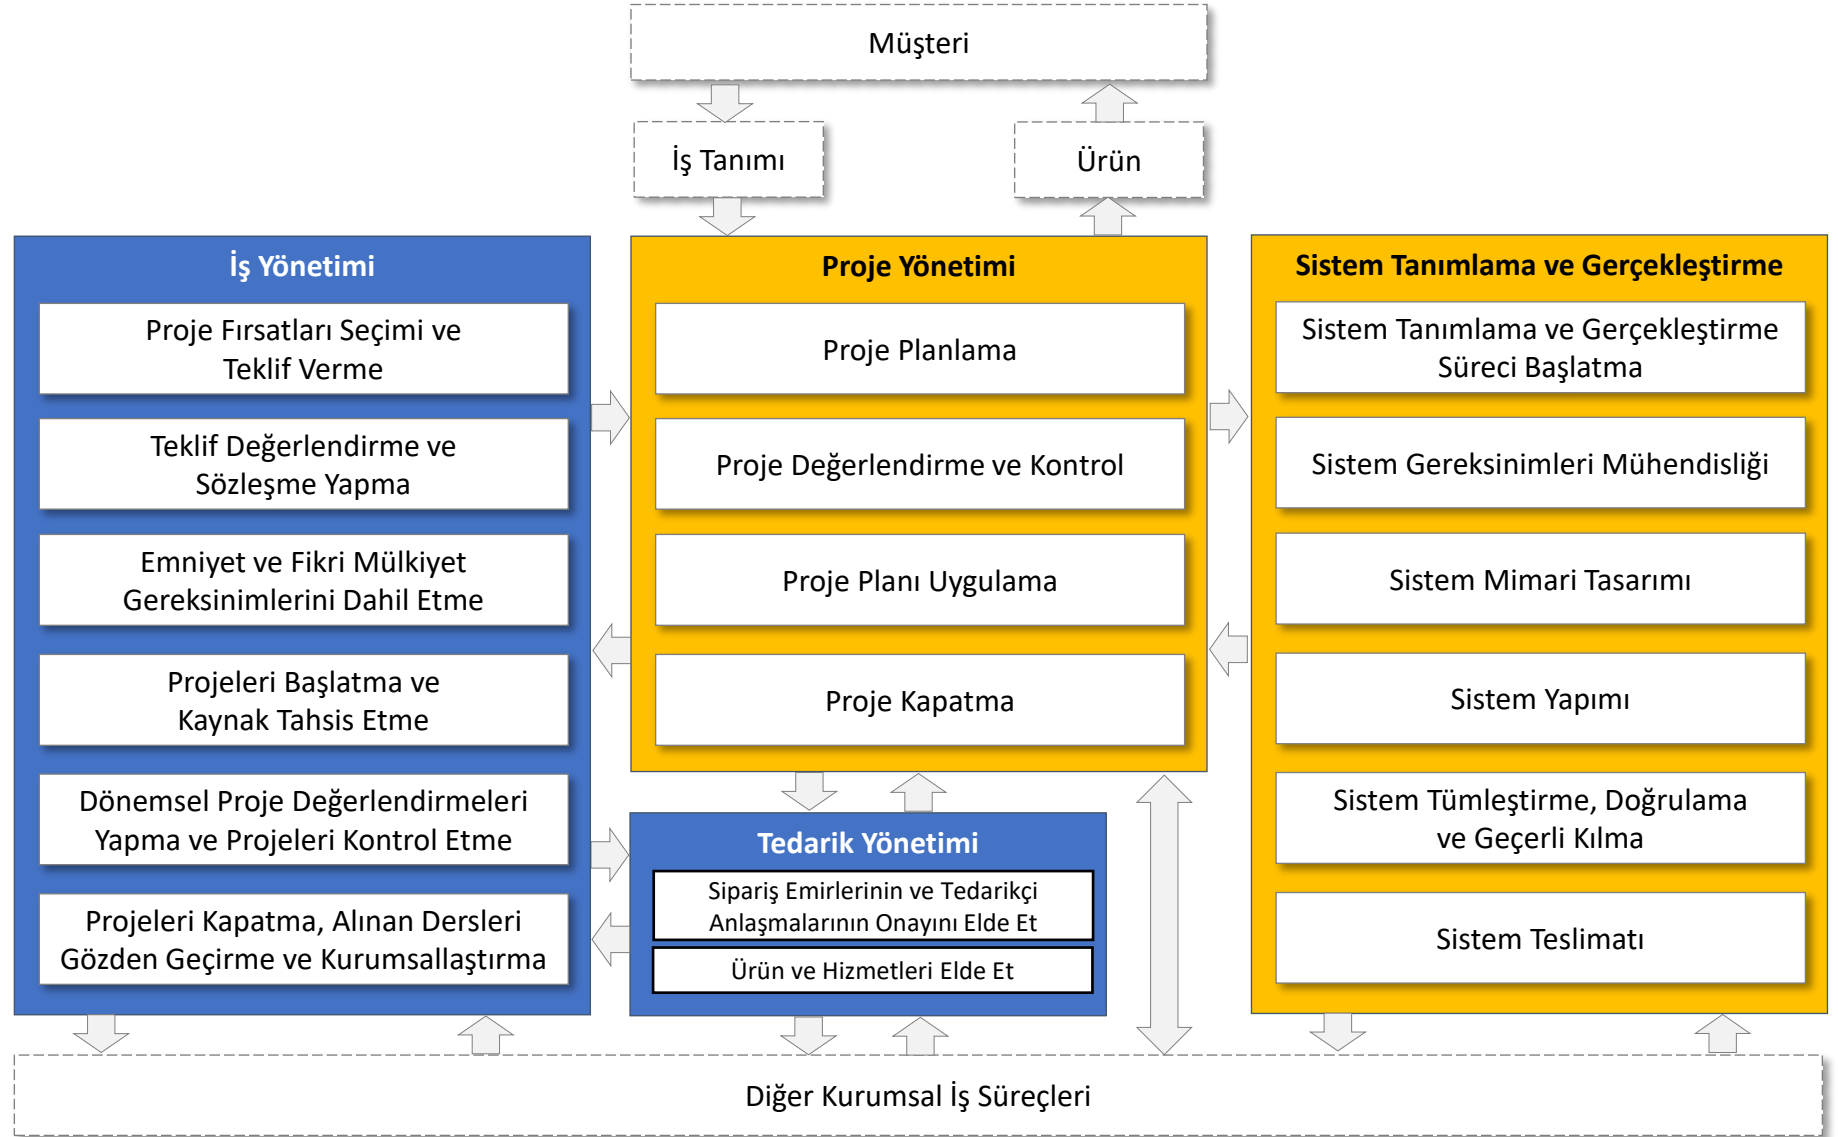 Müşteri
İş Tanımı
Ürün
İş Yönetimi
Proje Fırsatları Seçimi ve
Teklif Verme
Teklif Değerlendirme ve
Sözleşme Yapma
Emniyet ve Fikri Mülkiyet
Gereksinimlerini Dahil Etme
Projeleri Başlatma ve
Kaynak Tahsis Etme
Dönemsel Proje Değerlendirmeleri
Yapma ve Projeleri Kontrol Etme
Projeleri Kapatma, Alınan Dersleri
Gözden Geçirme ve Kurumsallaştırma
Proje Yönetimi
Proje Planlama
Proje Değerlendirme ve Kontrol
Proje Planı Uygulama
Proje Kapatma
Tedarik Yönetimi
Sipariş Emirlerinin ve Tedarikçi
Anlaşmalarının Onayını Elde Et
Ürün ve Hizmetleri Elde Et
Sistem Tanımlama ve Gerçekleştirme
Sistem Tanımlama ve Gerçekleştirme
Süreci Başlatma
Sistem Gereksinimleri Mühendisliği
Sistem Mimari Tasarımı
Sistem Yapımı
Sistem Tümleştirme, Doğrulama
ve Geçerli Kılma
Sistem Teslimatı
Diğer Kurumsal İş Süreçleri